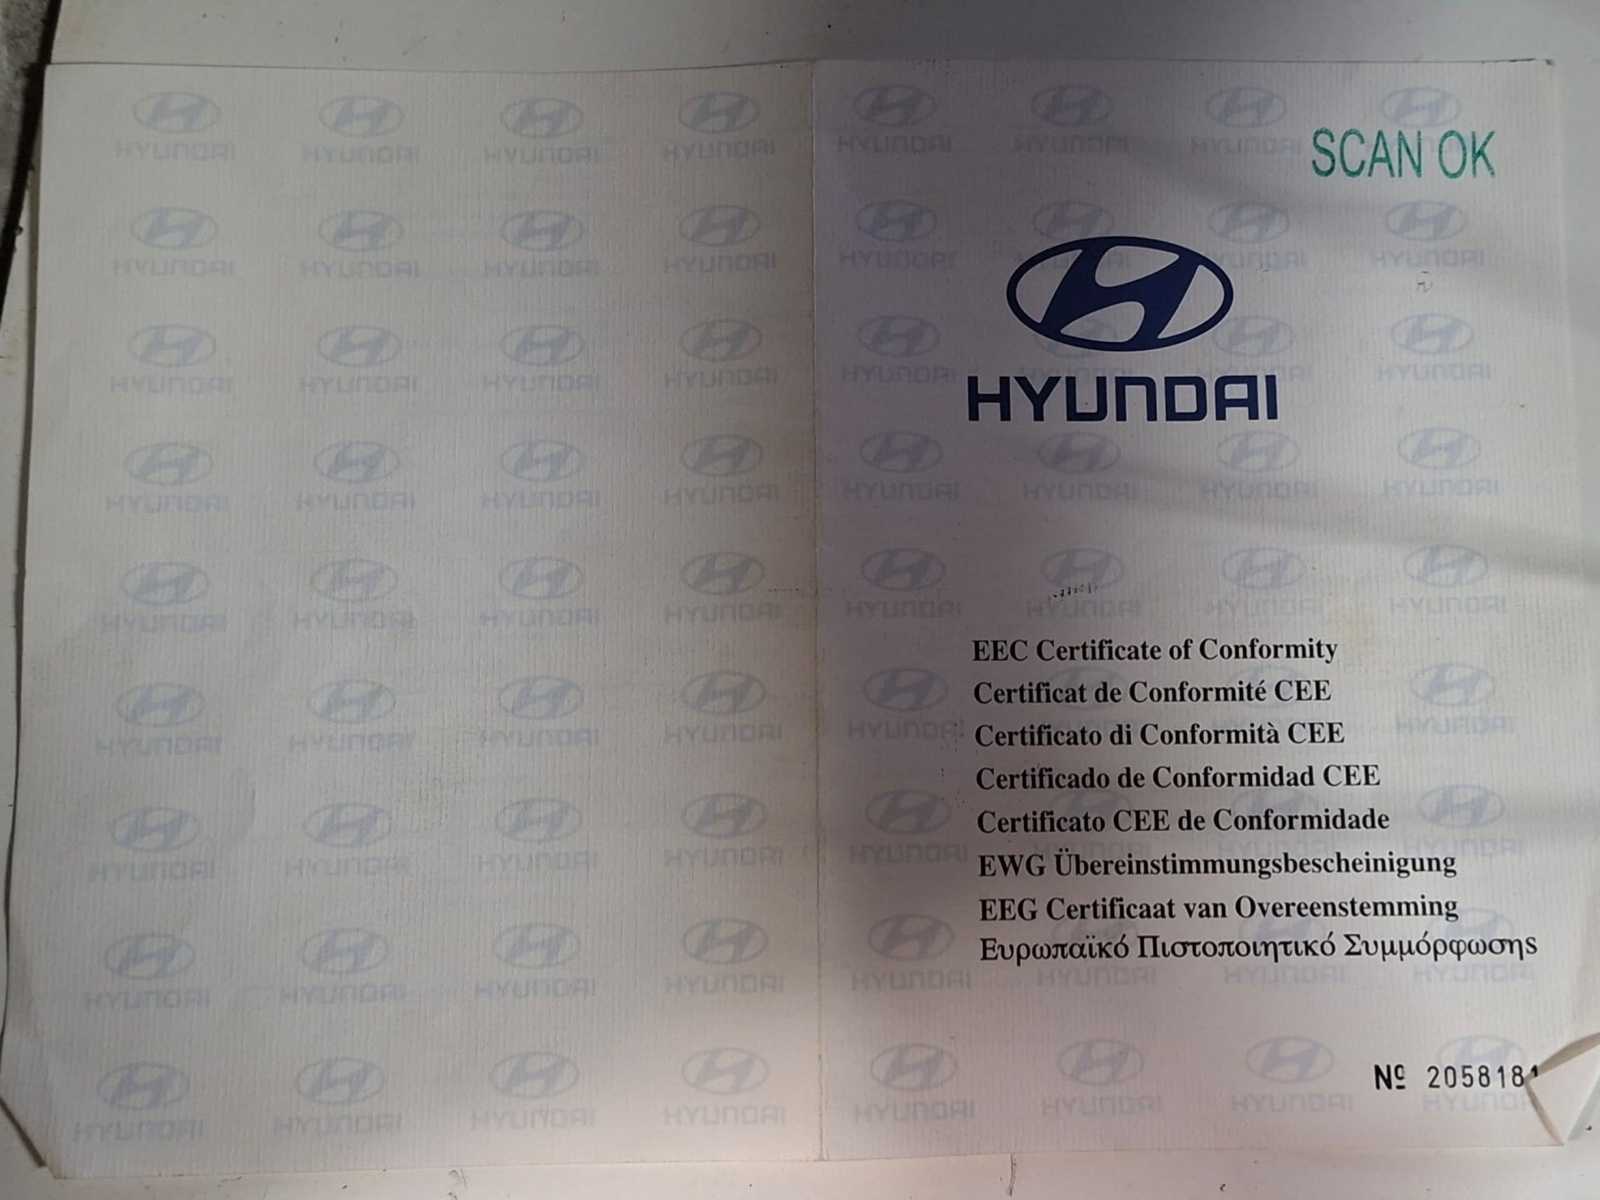 SCAN OK
HYUNDAI
EEC Certificate of Conformity
Certificat de Conformité CEE
Certificato di Conformità CEE
Certificado de Conformidad CEE
Certificato CEE de Conformidade
EWG Übereinstimmungsbescheinigung
EEG Certificaat van Overeenstemming
Ευρωπαϊκό Πιστοποιητικό Συμμόρφωσης
Nº 2058181